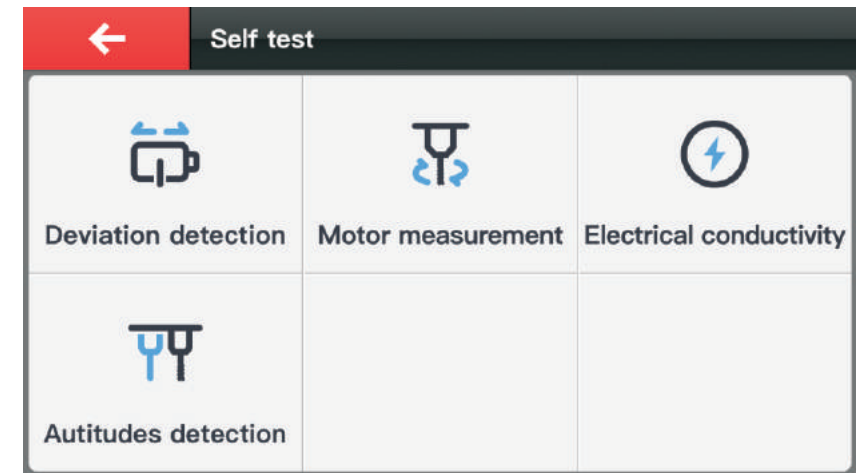 Self test
Deviation detection
Motor measurement
Electrical conductivity
Autitudes detection